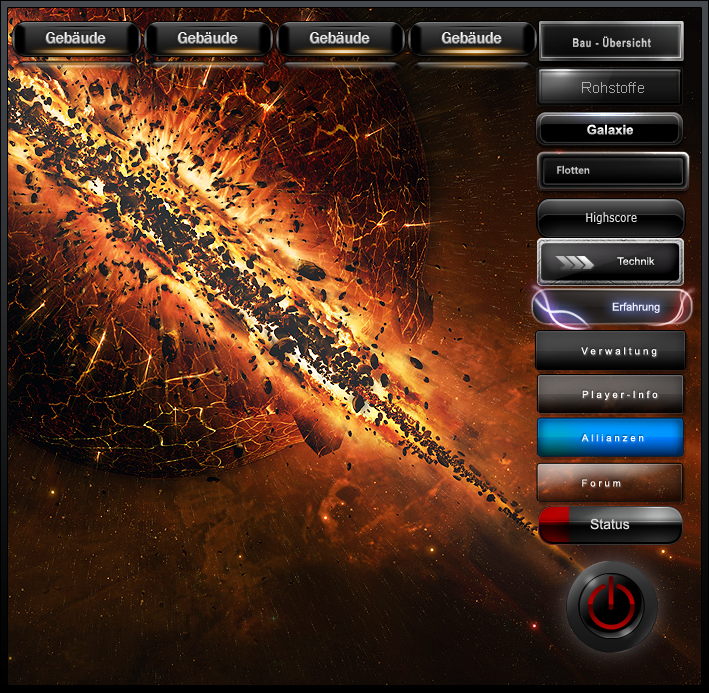 Gebäude Gebäude Gebäude Gebäude
Bau - Übersicht
Rohstoffe
Galaxie
Flotten
Highscore
Technik
Erfahrung
Verwaltung
Player-Info
Allianzen
Forum
Status